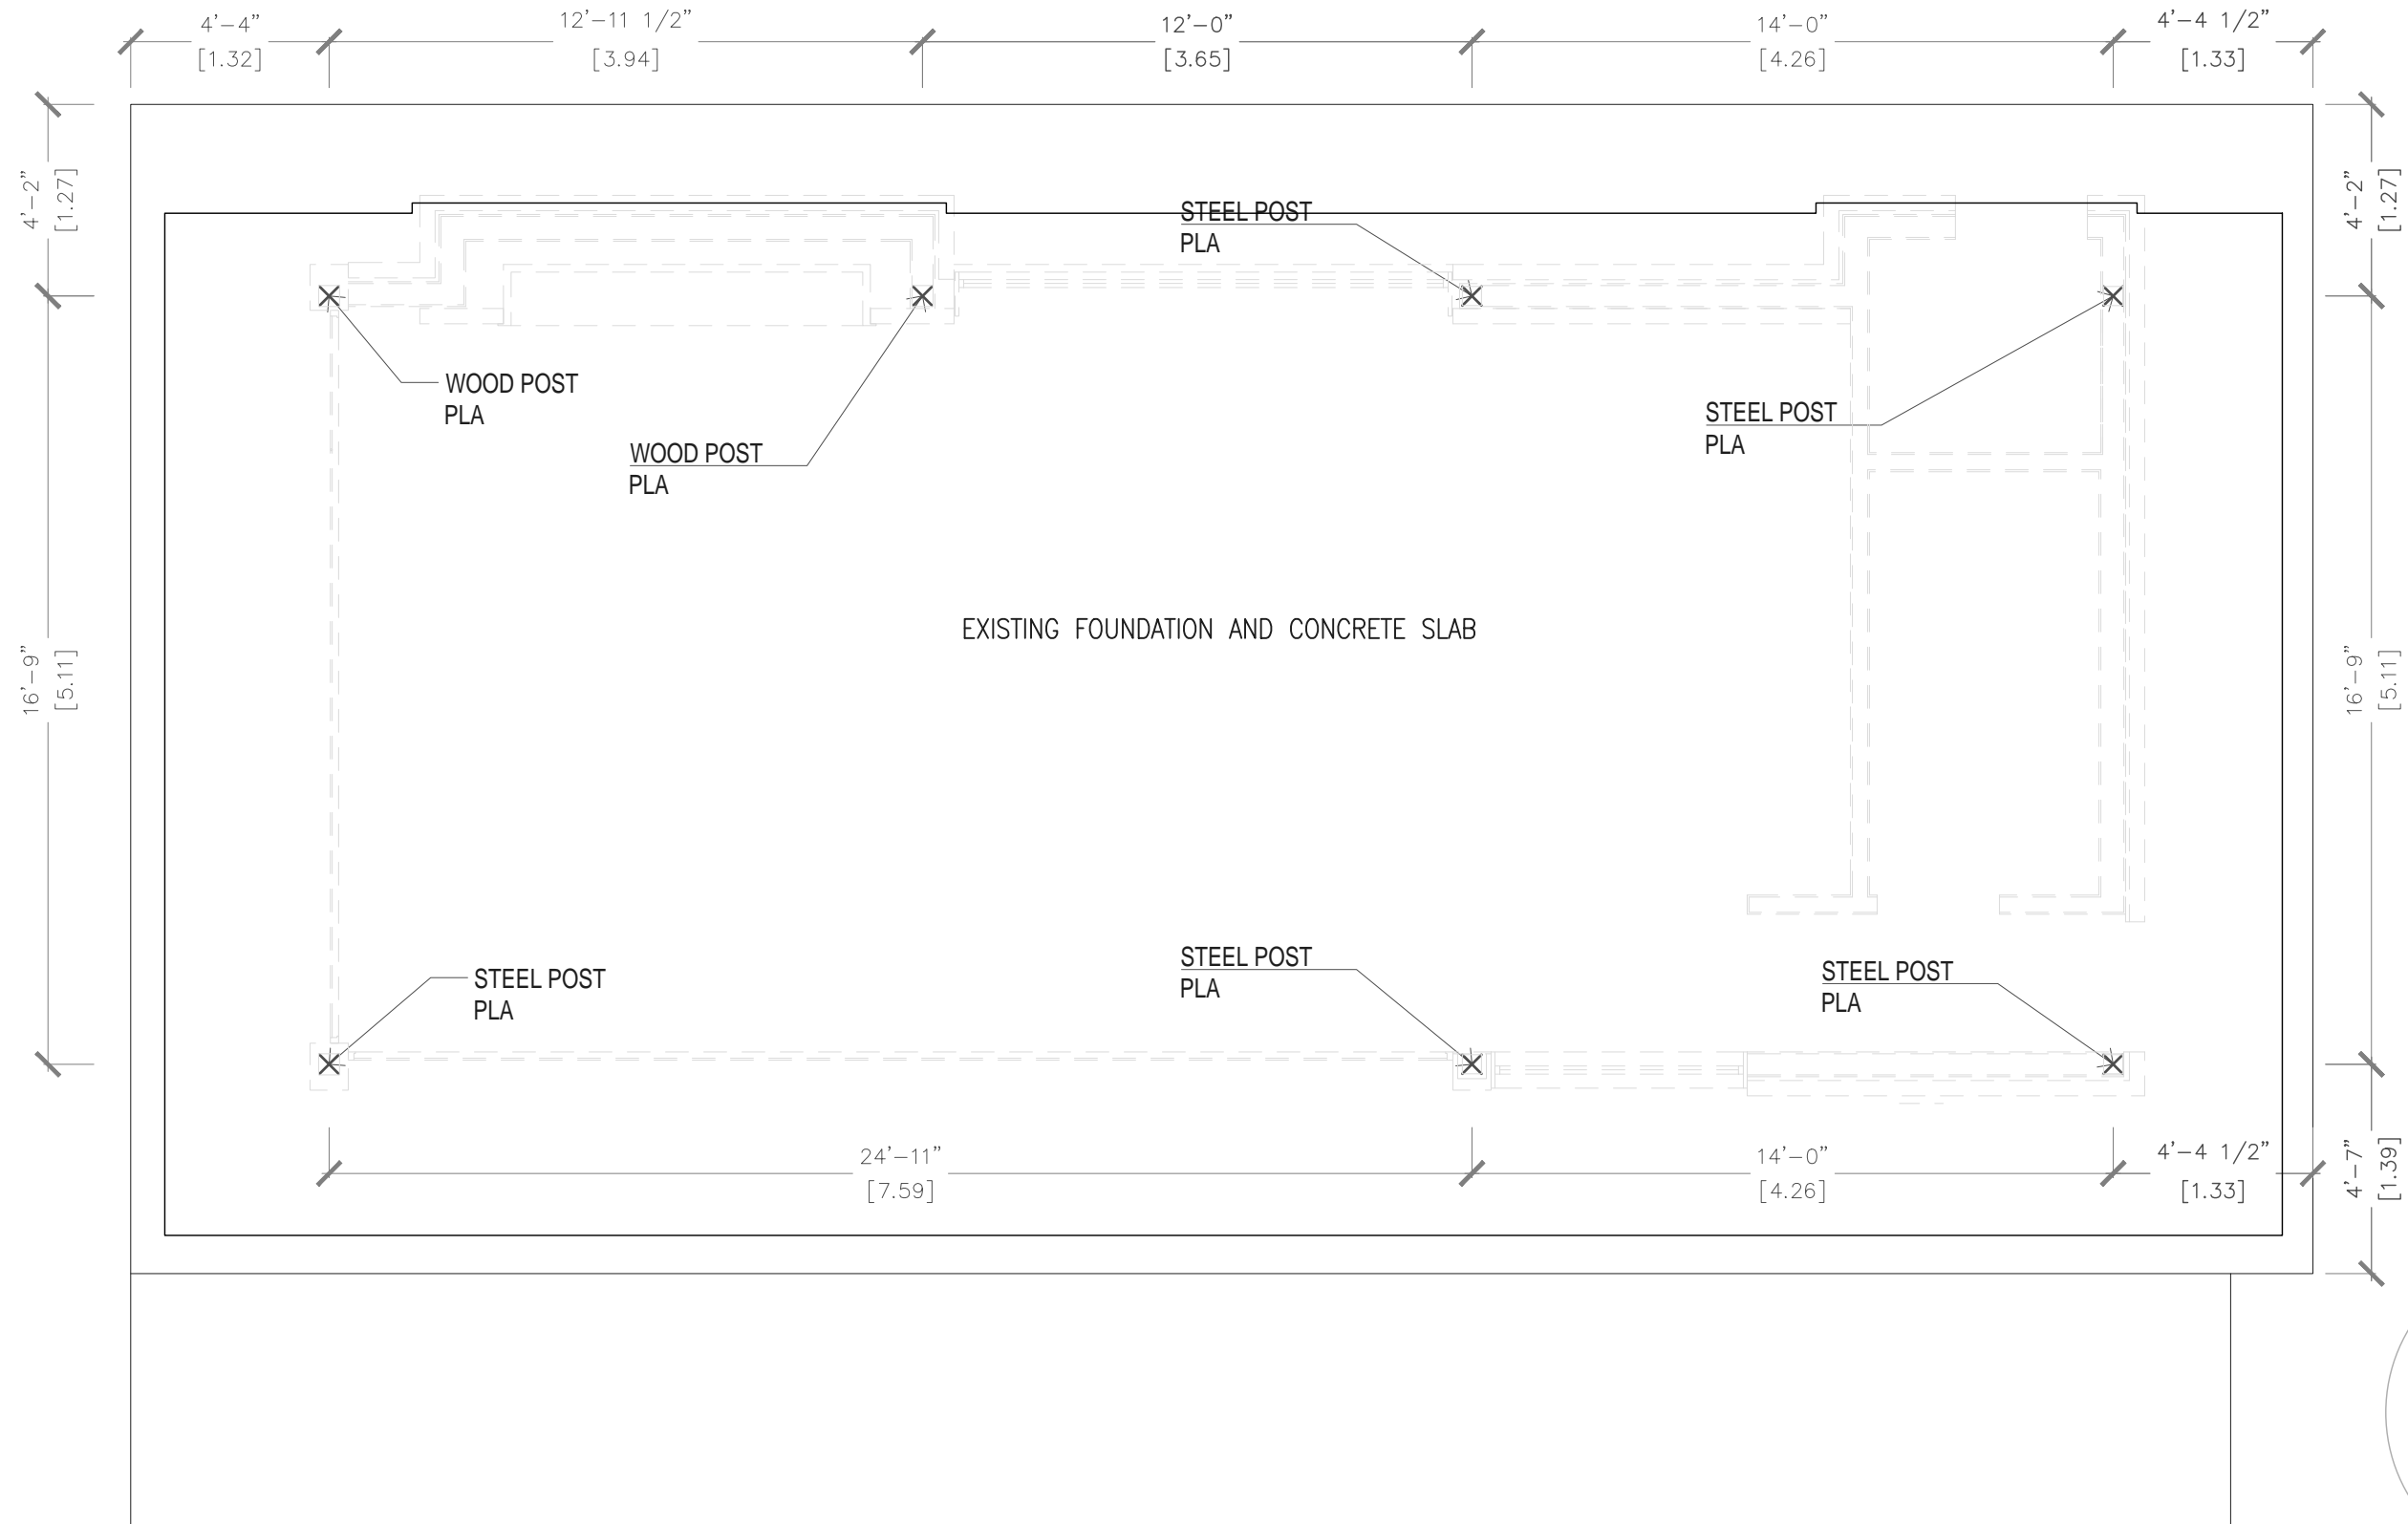 4'-4"
[1.32]
12'-11 1/2"
[3.94]
12'-0"
[3.65]
14'-0"
[4.26]
4'-4 1/2"
[1.33]
4'-2"
[1.27]
4'-2"
[1.27]
STEEL POST
PLA
WOOD POST
PLA
STEEL POST
PLA
WOOD POST
PLA
EXISTING FOUNDATION AND CONCRETE SLAB
16'-9"
[5.11]
16'-9"
[5.11]
STEEL POST
PLA
STEEL POST
PLA
STEEL POST
PLA
24'-11"
[7.59]
14'-0"
[4.26]
4'-4 1/2"
[1.33]
4'-7"
[1.39]